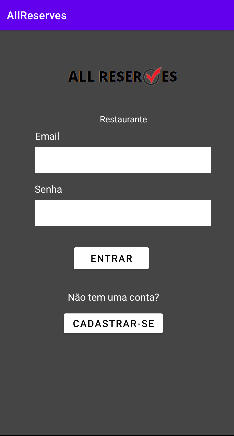 AllReserves
ALL RESERVES
Restaurante
Email
Senha
ENTRAR
Não tem uma conta?
CADASTRAR-SE